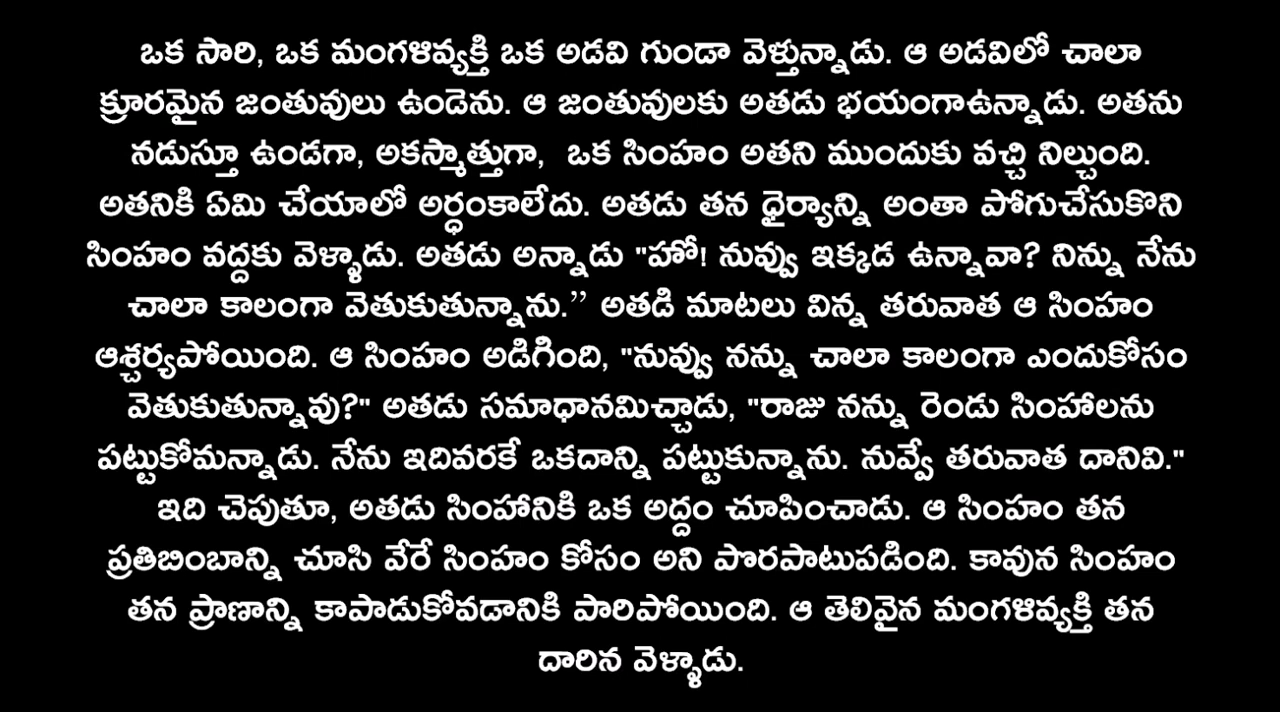 ఒక సారి, ఒక మంగళివ్యక్తి ఒక అడవి గుండా వెళ్తున్నాడు. ఆ అడవిలో చాలా
క్రూరమైన జంతువులు ఉండెను. ఆ జంతువులకు అతడు భయంగాఉన్నాడు. అతను
నడుస్తూ ఉండగా, అకస్మాత్తుగా, ఒక సింహం అతని ముందుకు వచ్చి నిల్చుంది.
అతనికి ఏమి చేయాలో అర్ధంకాలేదు. అతడు తన ధైర్యాన్ని అంతా పోగుచేసుకొని
సింహం వద్దకు వెళ్ళాడు. అతడు అన్నాడు "హో! నువ్వు ఇక్కడ ఉన్నావా? నిన్ను నేను
చాలా కాలంగా వెతుకుతున్నాను.” అతడి మాటలు విన్న తరువాత ఆ సింహం
ఆశ్చర్యపోయింది. ఆ సింహం అడిగింది, "నువ్వు నన్ను చాలా కాలంగా ఎందుకోసం
వెతుకుతున్నావు?" అతడు సమాధానమిచ్చాడు, "రాజు నన్ను రెండు సింహాలను
పట్టుకోమన్నాడు. నేను ఇదివరకే ఒకదాన్ని పట్టుకున్నాను. నువ్వే తరువాత దానివి."
ఇది చెపుతూ, అతడు సింహానికి ఒక అద్దం చూపించాడు. ఆ సింహం తన
ప్రతిబింబాన్ని చూసి వేరే సింహం కోసం అని పొరపాటుపడింది. కావున సింహం
తన ప్రాణాన్ని కాపాడుకోవడానికి పారిపోయింది. ఆ తెలివైన మంగళివ్యక్తి తన
దారిన వెళ్ళాడు.